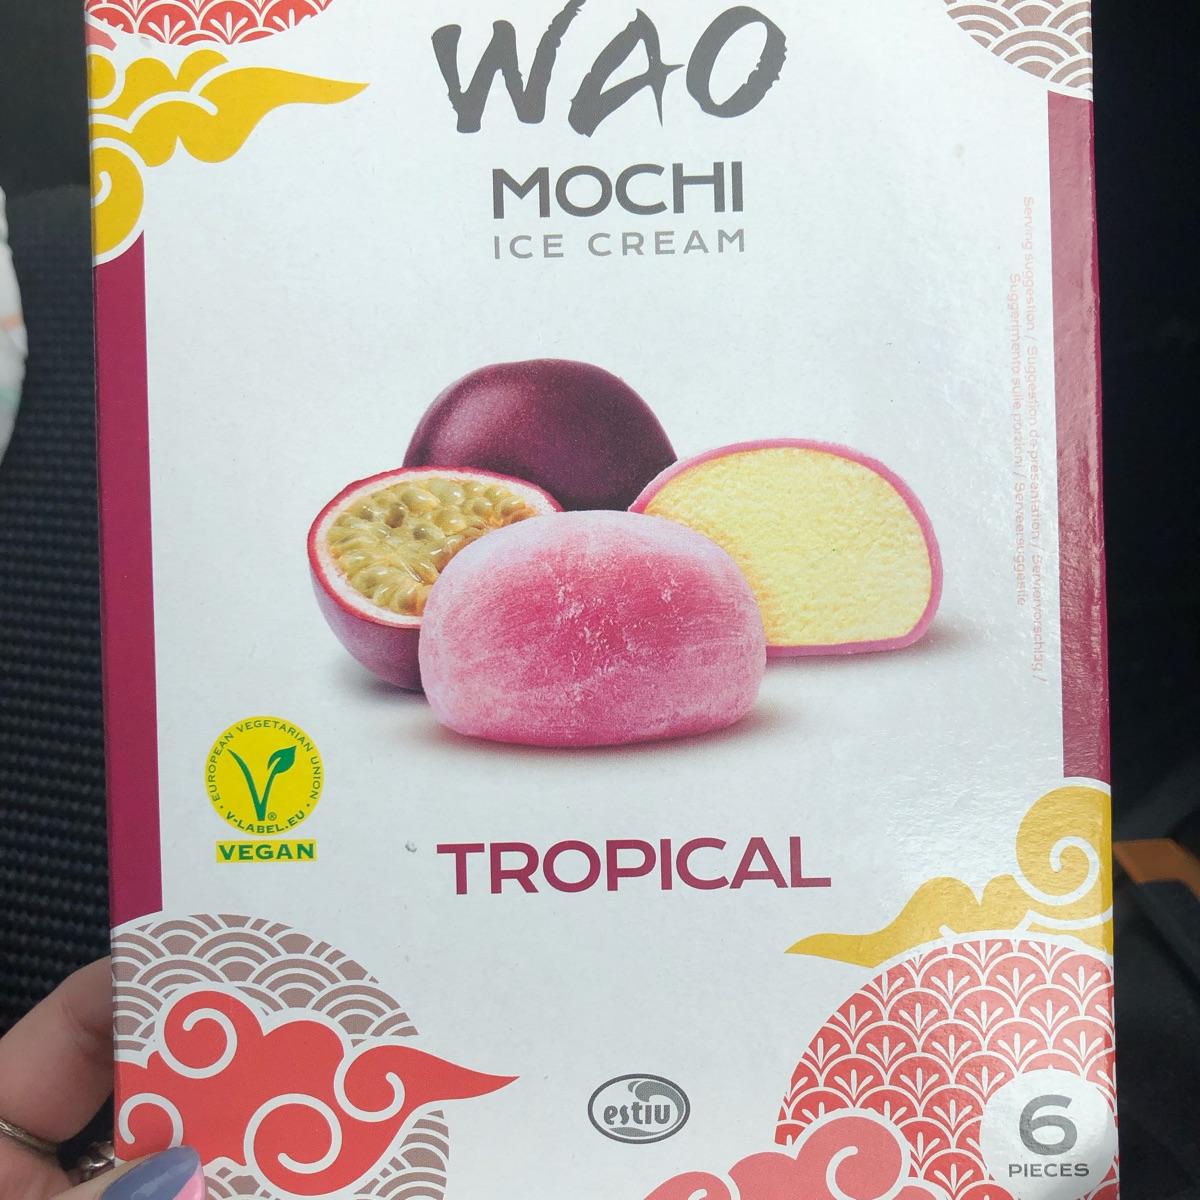 WAO
MOCHI
ICE CREAM
Serving suggestion / Suggestion de présentation / Serviervorschlag /
Suggerimento sulle porzioni / Serveersuggestie
EUROPEAN VEGETARIAN UNION
V-LABEL.EU
®
VEGAN
TROPICAL
estiu
6
PIECES